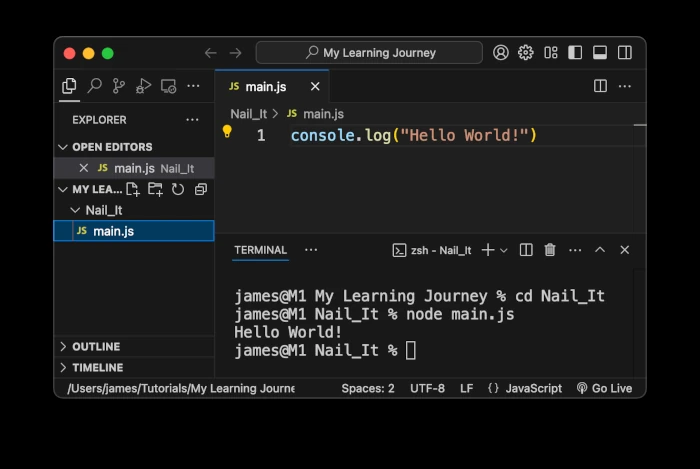 My Learning Journey
JS main.js
EXPLORER
OPEN EDITORS
JS main.js Nail_It
MY LEA...
Nail_It
JS main.js
OUTLINE
TIMELINE
Nail_It > JS main.js
1 console.log("Hello World!")
TERMINAL
zsh - Nail_It
james@M1 My Learning Journey % cd Nail_It
james@M1 Nail_It % node main.js
Hello World!
james@M1 Nail_It %
/Users/james/Tutorials/My Learning Journe
Spaces: 2 UTF-8 LF {} JavaScript Go Live